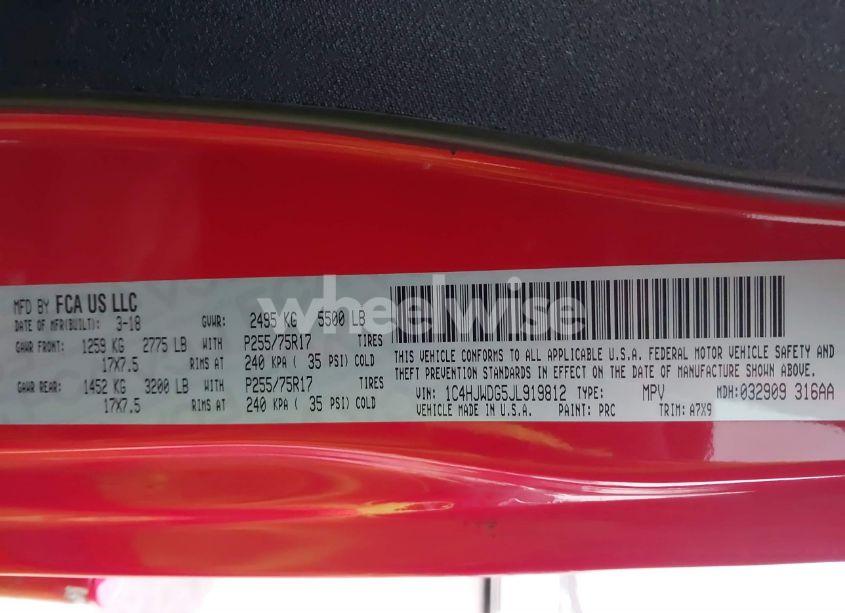 wheelwise
MFD BY FCA US LLC
DATE OF MFR(BUILT): 3-18 GVWR: 2495 KG 5500 LB
GAWR FRONT: 1259 KG 2775 LB WITH P255/75R17 TIRES
17X7.5 RIMS AT 240 KPA ( 35 PSI) COLD
GAWR REAR: 1452 KG 3200 LB WITH P255/75R17 TIRES
17X7.5 RIMS AT 240 KPA ( 35 PSI) COLD
THIS VEHICLE CONFORMS TO ALL APPLICABLE U.S.A. FEDERAL MOTOR VEHICLE SAFETY AND
THEFT PREVENTION STANDARDS IN EFFECT ON THE DATE OF MANUFACTURE SHOWN ABOVE.
VIN: 1C4HJWDG5JL919812 TYPE: MPV MDH: 032909 316AA
VEHICLE MADE IN U.S.A. PAINT: PRC TRIM: A7X9